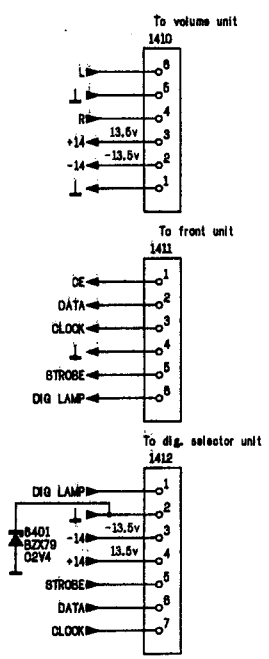 To volume unit
1410
L 6
5
R 4
+14 13.5v 3
-14 -13.5v 2
1
To front unit
1411
CE 1
DATA 2
CLOCK 3
4
STROBE 5
DIG LAMP 6
To dig. selector unit
1412
DIG LAMP 1
2
-14 -13.5v 3
+14 13.5v 4
STROBE 5
DATA 6
CLOCK 7
6401
BZX79
C2V4